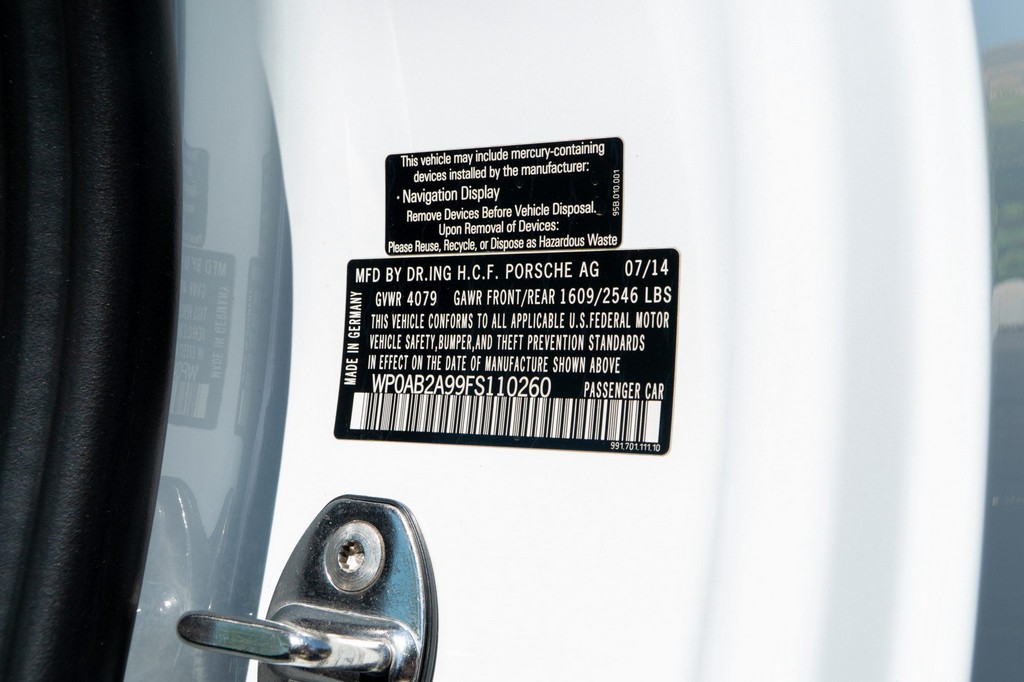 This vehicle may include mercury-containing
devices installed by the manufacturer:
· Navigation Display
Remove Devices Before Vehicle Disposal.
Upon Removal of Devices:
Please Reuse, Recycle, or Dispose as Hazardous Waste
95B.010.001
MFD BY DR.ING H.C.F. PORSCHE AG 07/14
GVWR 4079 GAWR FRONT/REAR 1609/2546 LBS
THIS VEHICLE CONFORMS TO ALL APPLICABLE U.S.FEDERAL MOTOR
VEHICLE SAFETY,BUMPER,AND THEFT PREVENTION STANDARDS
IN EFFECT ON THE DATE OF MANUFACTURE SHOWN ABOVE
WP0AB2A99FS110260 PASSENGER CAR
MADE IN GERMANY
991.701.111.10